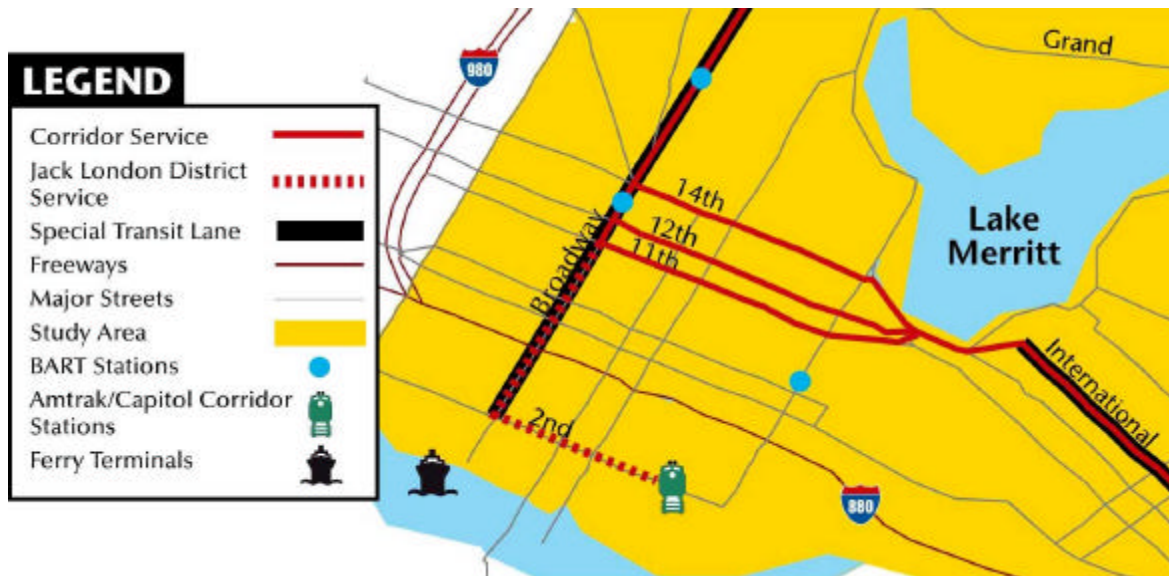 LEGEND
Corridor Service
Jack London District
Service
Special Transit Lane
Freeways
Major Streets
Study Area
BART Stations
Amtrak/Capitol Corridor
Stations
Ferry Terminals
980
Grand
14th
12th
11th
Broadway
Lake
Merritt
International
2nd
880